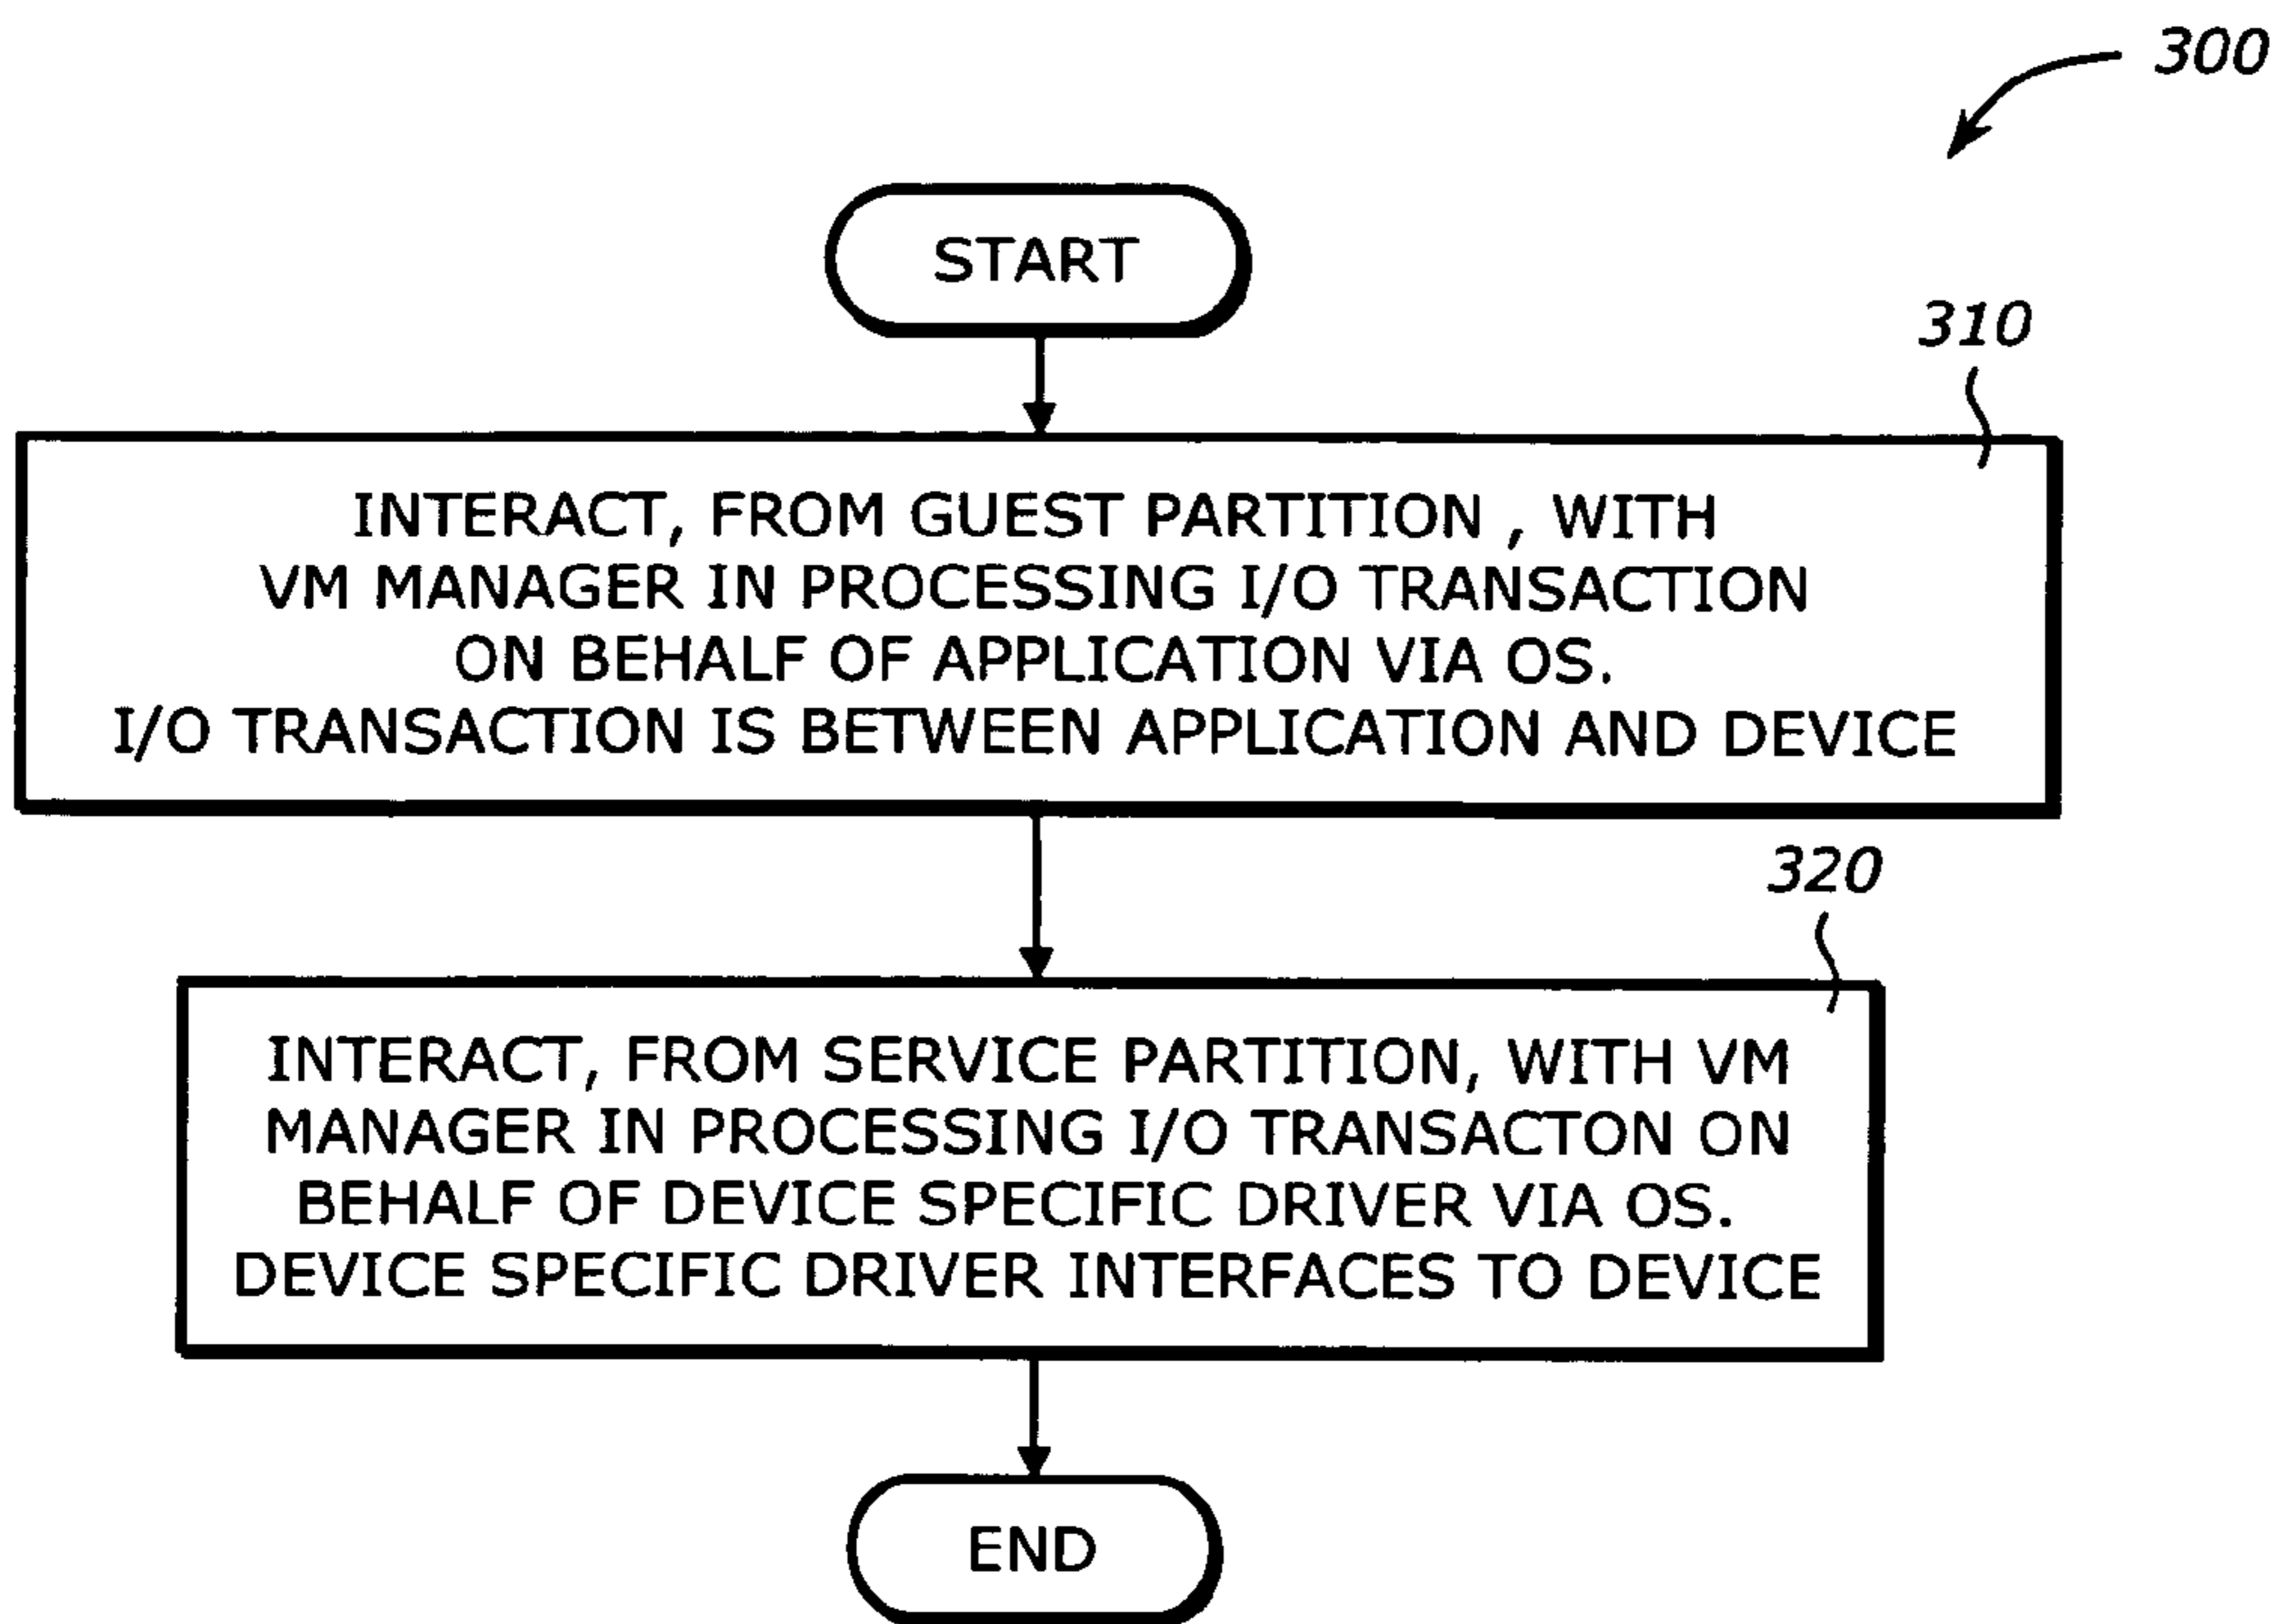 300
START
310
INTERACT, FROM GUEST PARTITION , WITH
VM MANAGER IN PROCESSING I/O TRANSACTION
ON BEHALF OF APPLICATION VIA OS.
I/O TRANSACTION IS BETWEEN APPLICATION AND DEVICE
320
INTERACT, FROM SERVICE PARTITION, WITH VM
MANAGER IN PROCESSING I/O TRANSACTON ON
BEHALF OF DEVICE SPECIFIC DRIVER VIA OS.
DEVICE SPECIFIC DRIVER INTERFACES TO DEVICE
END